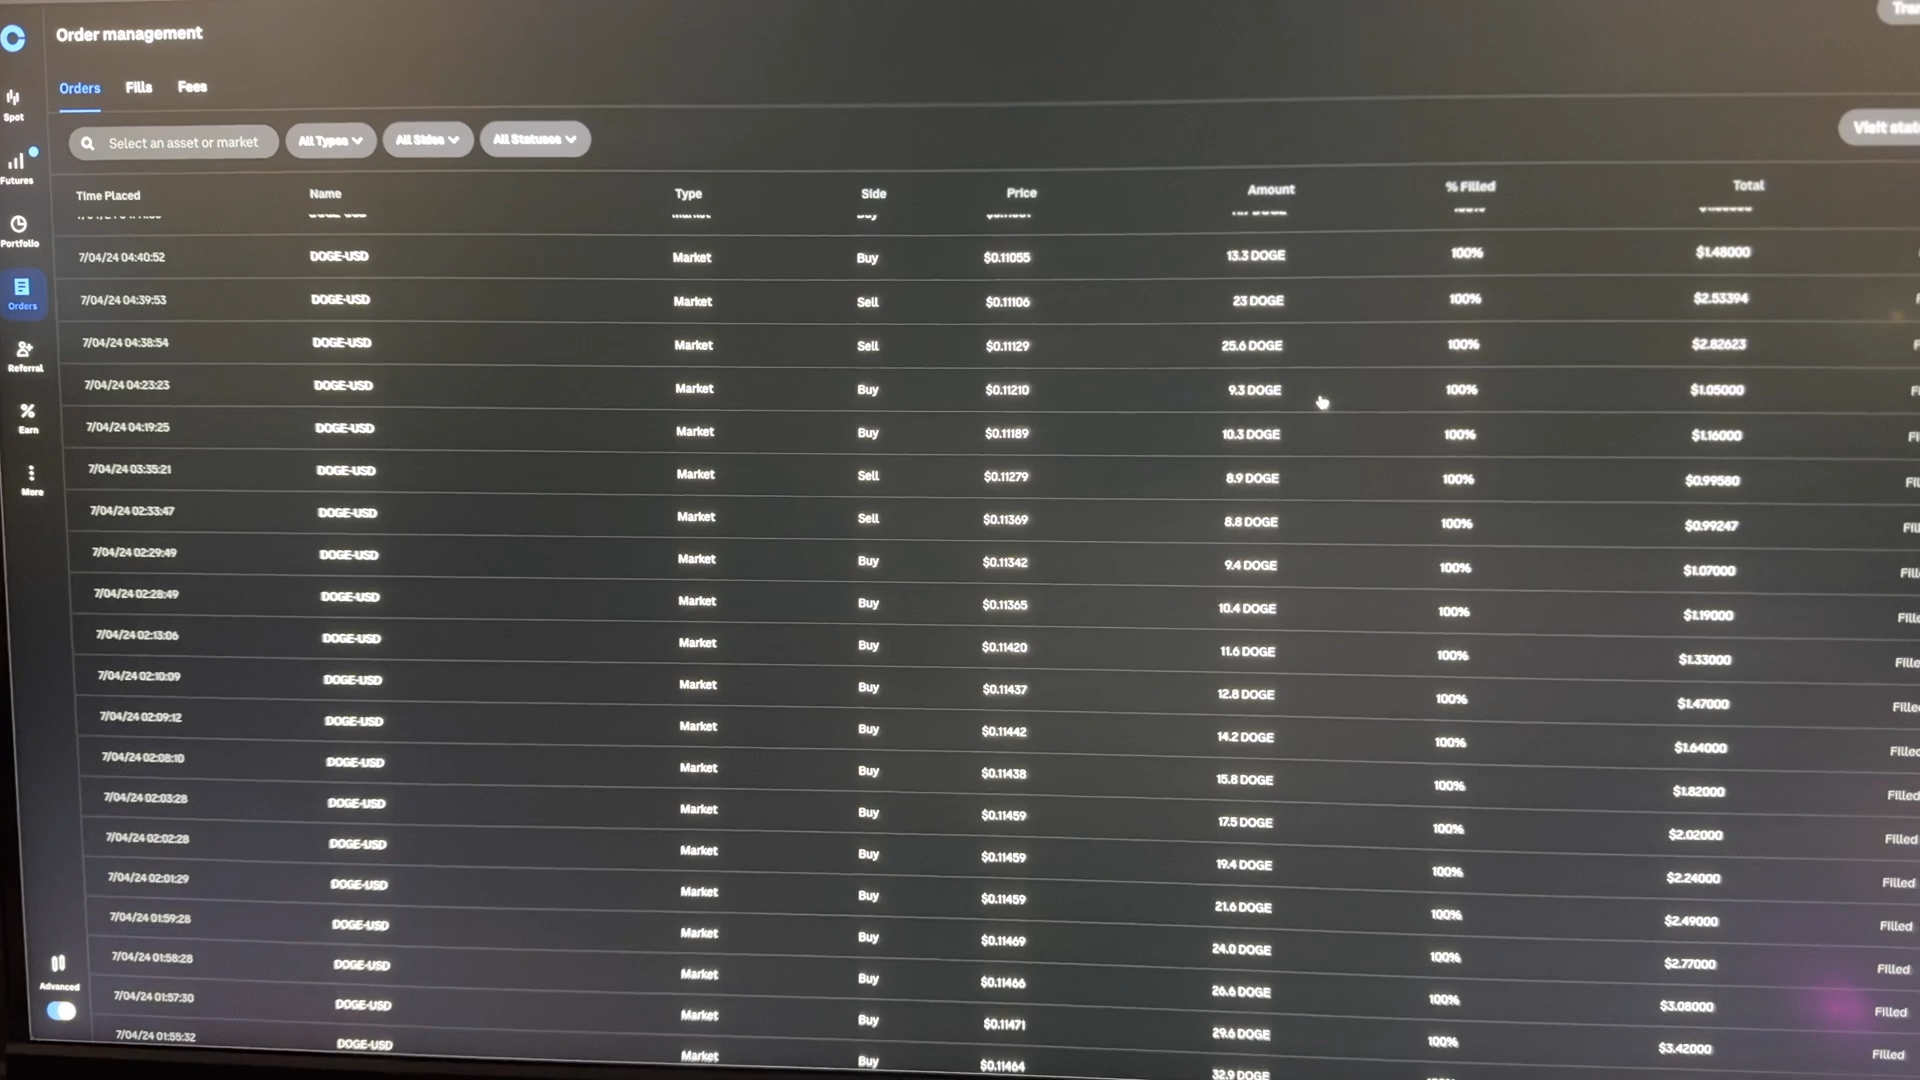 Order management
Tra
Orders Fills Fees
Select an asset or market All Types All Sides All Statuses Visit stat
Time Placed Name Type Side Price Amount % Filled Total
7/04/24 04:40:52 DOGE-USD Market Buy $0.11055 13.3 DOGE 100% $1.48000
7/04/24 04:39:53 DOGE-USD Market Sell $0.11106 23 DOGE 100% $2.53394 F
7/04/24 04:38:54 DOGE-USD Market Sell $0.11129 25.6 DOGE 100% $2.82623 F
7/04/24 04:23:23 DOGE-USD Market Buy $0.11210 9.3 DOGE 100% $1.05000 Fi
7/04/24 04:19:25 DOGE-USD Market Buy $0.11189 10.3 DOGE 100% $1.16000 Fi
7/04/24 03:35:21 DOGE-USD Market Sell $0.11279 8.9 DOGE 100% $0.99580 Fil
7/04/24 02:33:47 DOGE-USD Market Sell $0.11369 8.8 DOGE 100% $0.99247 Fill
7/04/24 02:29:49 DOGE-USD Market Buy $0.11342 9.4 DOGE 100% $1.07000 Fill
7/04/24 02:28:49 DOGE-USD Market Buy $0.11365 10.4 DOGE 100% $1.19000 Fille
7/04/24 02:13:06 DOGE-USD Market Buy $0.11420 11.6 DOGE 100% $1.33000 Fille
7/04/24 02:10:09 DOGE-USD Market Buy $0.11437 12.8 DOGE 100% $1.47000 Filled
7/04/24 02:09:12 DOGE-USD Market Buy $0.11442 14.2 DOGE 100% $1.64000 Filled
7/04/24 02:08:10 DOGE-USD Market Buy $0.11438 15.8 DOGE 100% $1.82000 Filled
7/04/24 02:03:28 DOGE-USD Market Buy $0.11459 17.5 DOGE 100% $2.02000 Filled
7/04/24 02:02:28 DOGE-USD Market Buy $0.11459 19.4 DOGE 100% $2.24000 Filled
7/04/24 02:01:29 DOGE-USD Market Buy $0.11459 21.6 DOGE 100% $2.49000 Filled
7/04/24 01:59:28 DOGE-USD Market Buy $0.11469 24.0 DOGE 100% $2.77000 Filled
7/04/24 01:58:28 DOGE-USD Market Buy $0.11466 26.6 DOGE 100% $3.08000 Filled
7/04/24 01:57:30 DOGE-USD Market Buy $0.11471 29.6 DOGE 100% $3.42000 Filled
7/04/24 01:55:32 DOGE-USD Market Buy $0.11464 32.9 DOGE
Spot
Futures
Portfolio
Orders
Referral
Earn
More
Advanced